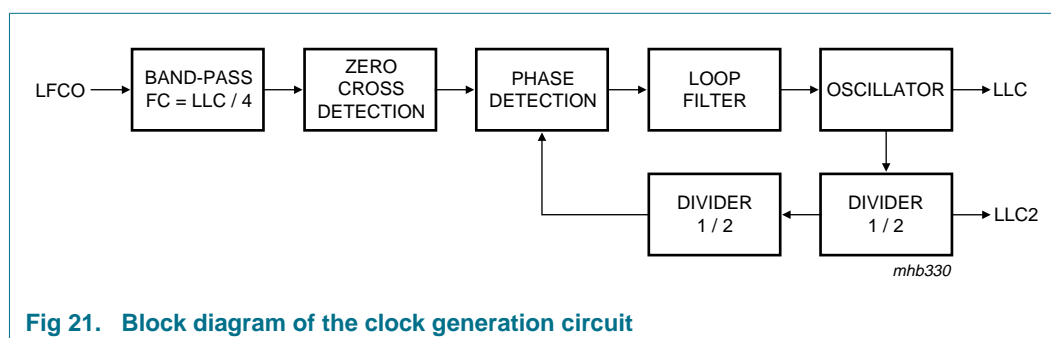 LFCO
BAND-PASS
FC = LLC / 4
ZERO
CROSS
DETECTION
PHASE
DETECTION
LOOP
FILTER
OSCILLATOR
LLC
DIVIDER
1 / 2
DIVIDER
1 / 2
LLC2
mhb330
Fig 21. Block diagram of the clock generation circuit